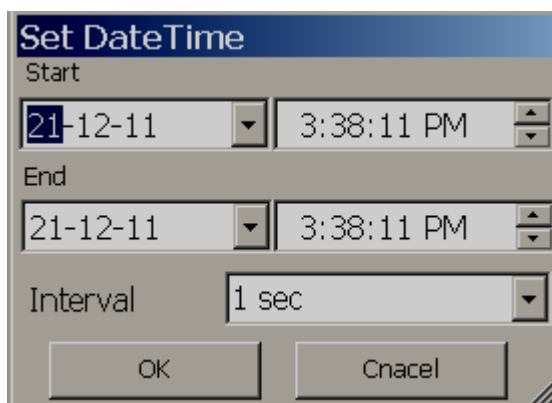 Set DateTime
Start
21-12-11 3:38:11 PM
End
21-12-11 3:38:11 PM
Interval 1 sec
OK Cnacel